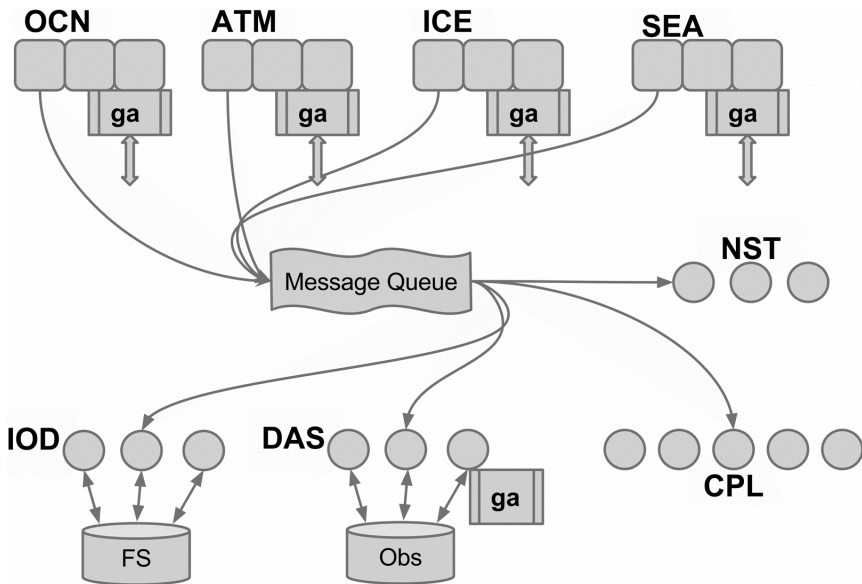 OCN
ATM
ICE
SEA
ga
ga
ga
ga
NST
Message Queue
IOD
DAS
CPL
ga
FS
Obs